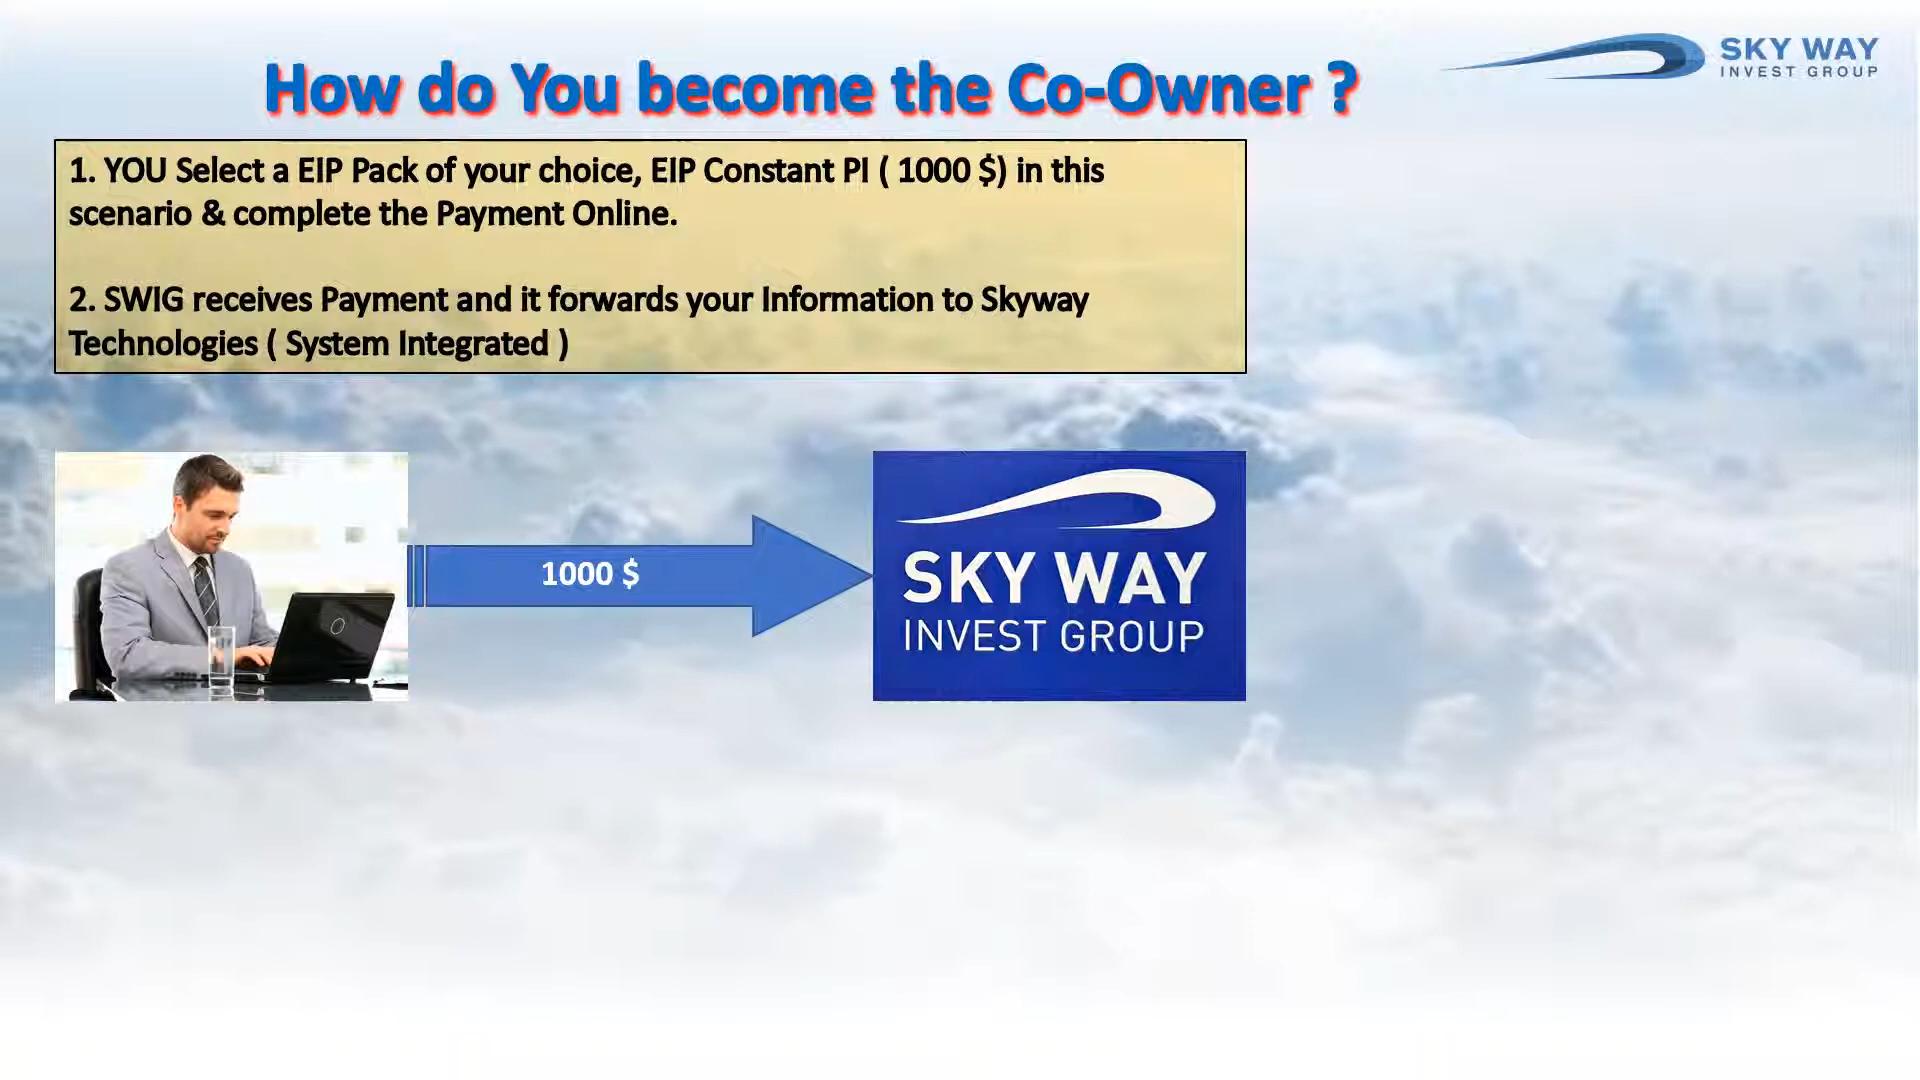 SKY WAY
INVEST GROUP
How do You become the Co-Owner ?
1. YOU Select a EIP Pack of your choice, EIP Constant PI ( 1000 $) in this
scenario & complete the Payment Online.
2. SWIG receives Payment and it forwards your Information to Skyway
Technologies ( System Integrated )
1000 $
SKY WAY
INVEST GROUP